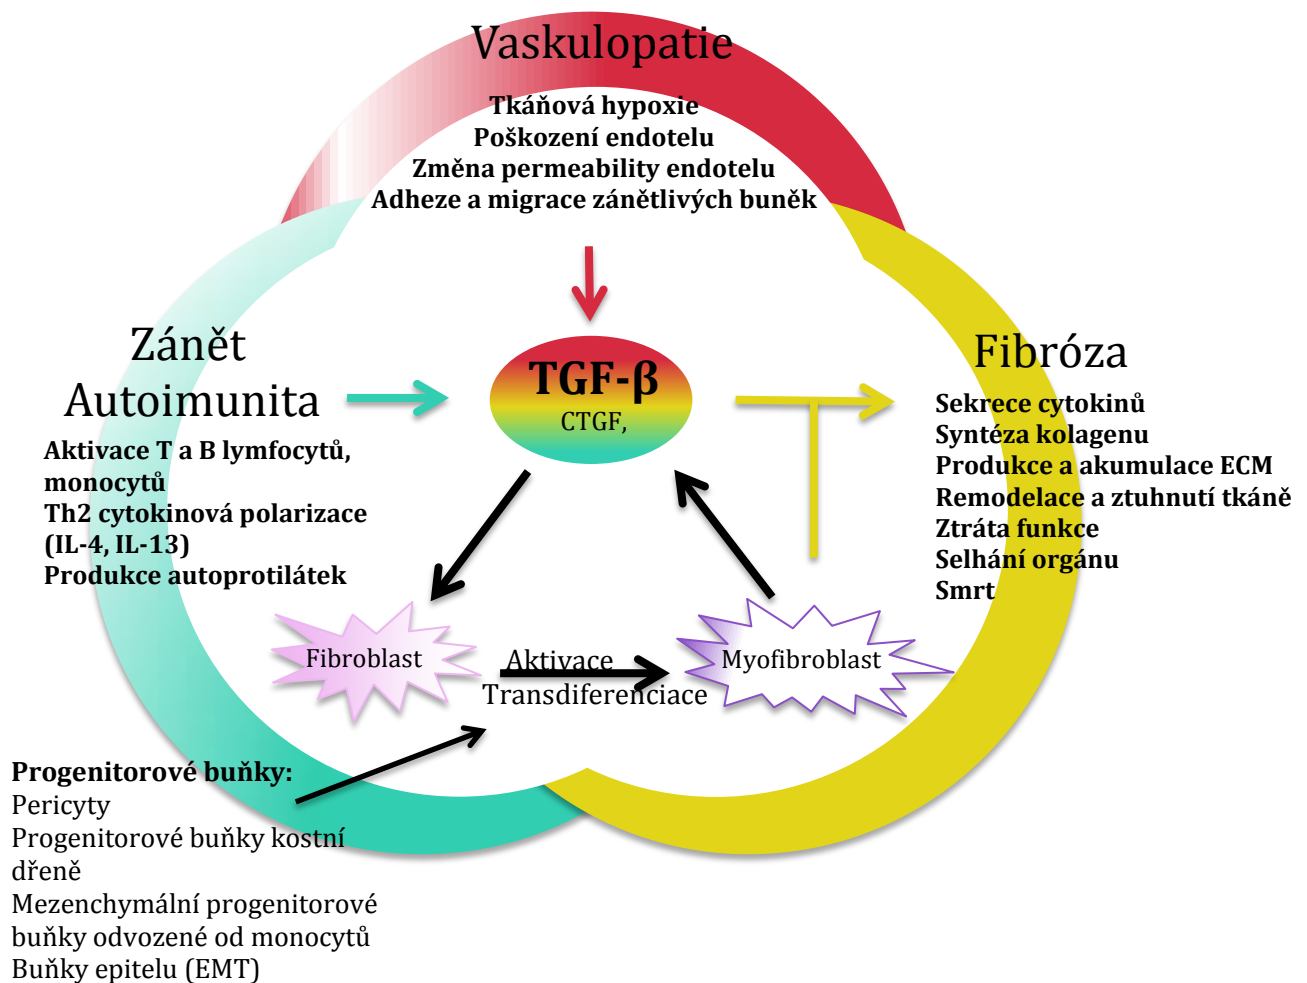 Vaskulopatie
Tkáňová hypoxie
Poškození endotelu
Změna permeability endotelu
Adheze a migrace zánětlivých buněk
Zánět
Autoimunita
Aktivace T a B lymfocytů,
monocytů
Th2 cytokinová polarizace
(IL-4, IL-13)
Produkce autoprotilátek
TGF-β
CTGF,
Fibróza
Sekrece cytokinů
Syntéza kolagenu
Produkce a akumulace ECM
Remodelace a ztuhnutí tkáně
Ztráta funkce
Selhání orgánu
Smrt
Fibroblast
Aktivace
Transdiferenciace
Myofibroblast
Progenitorové buňky:
Pericyty
Progenitorové buňky kostní
dřeně
Mezenchymální progenitorové
buňky odvozené od monocytů
Buňky epitelu (EMT)